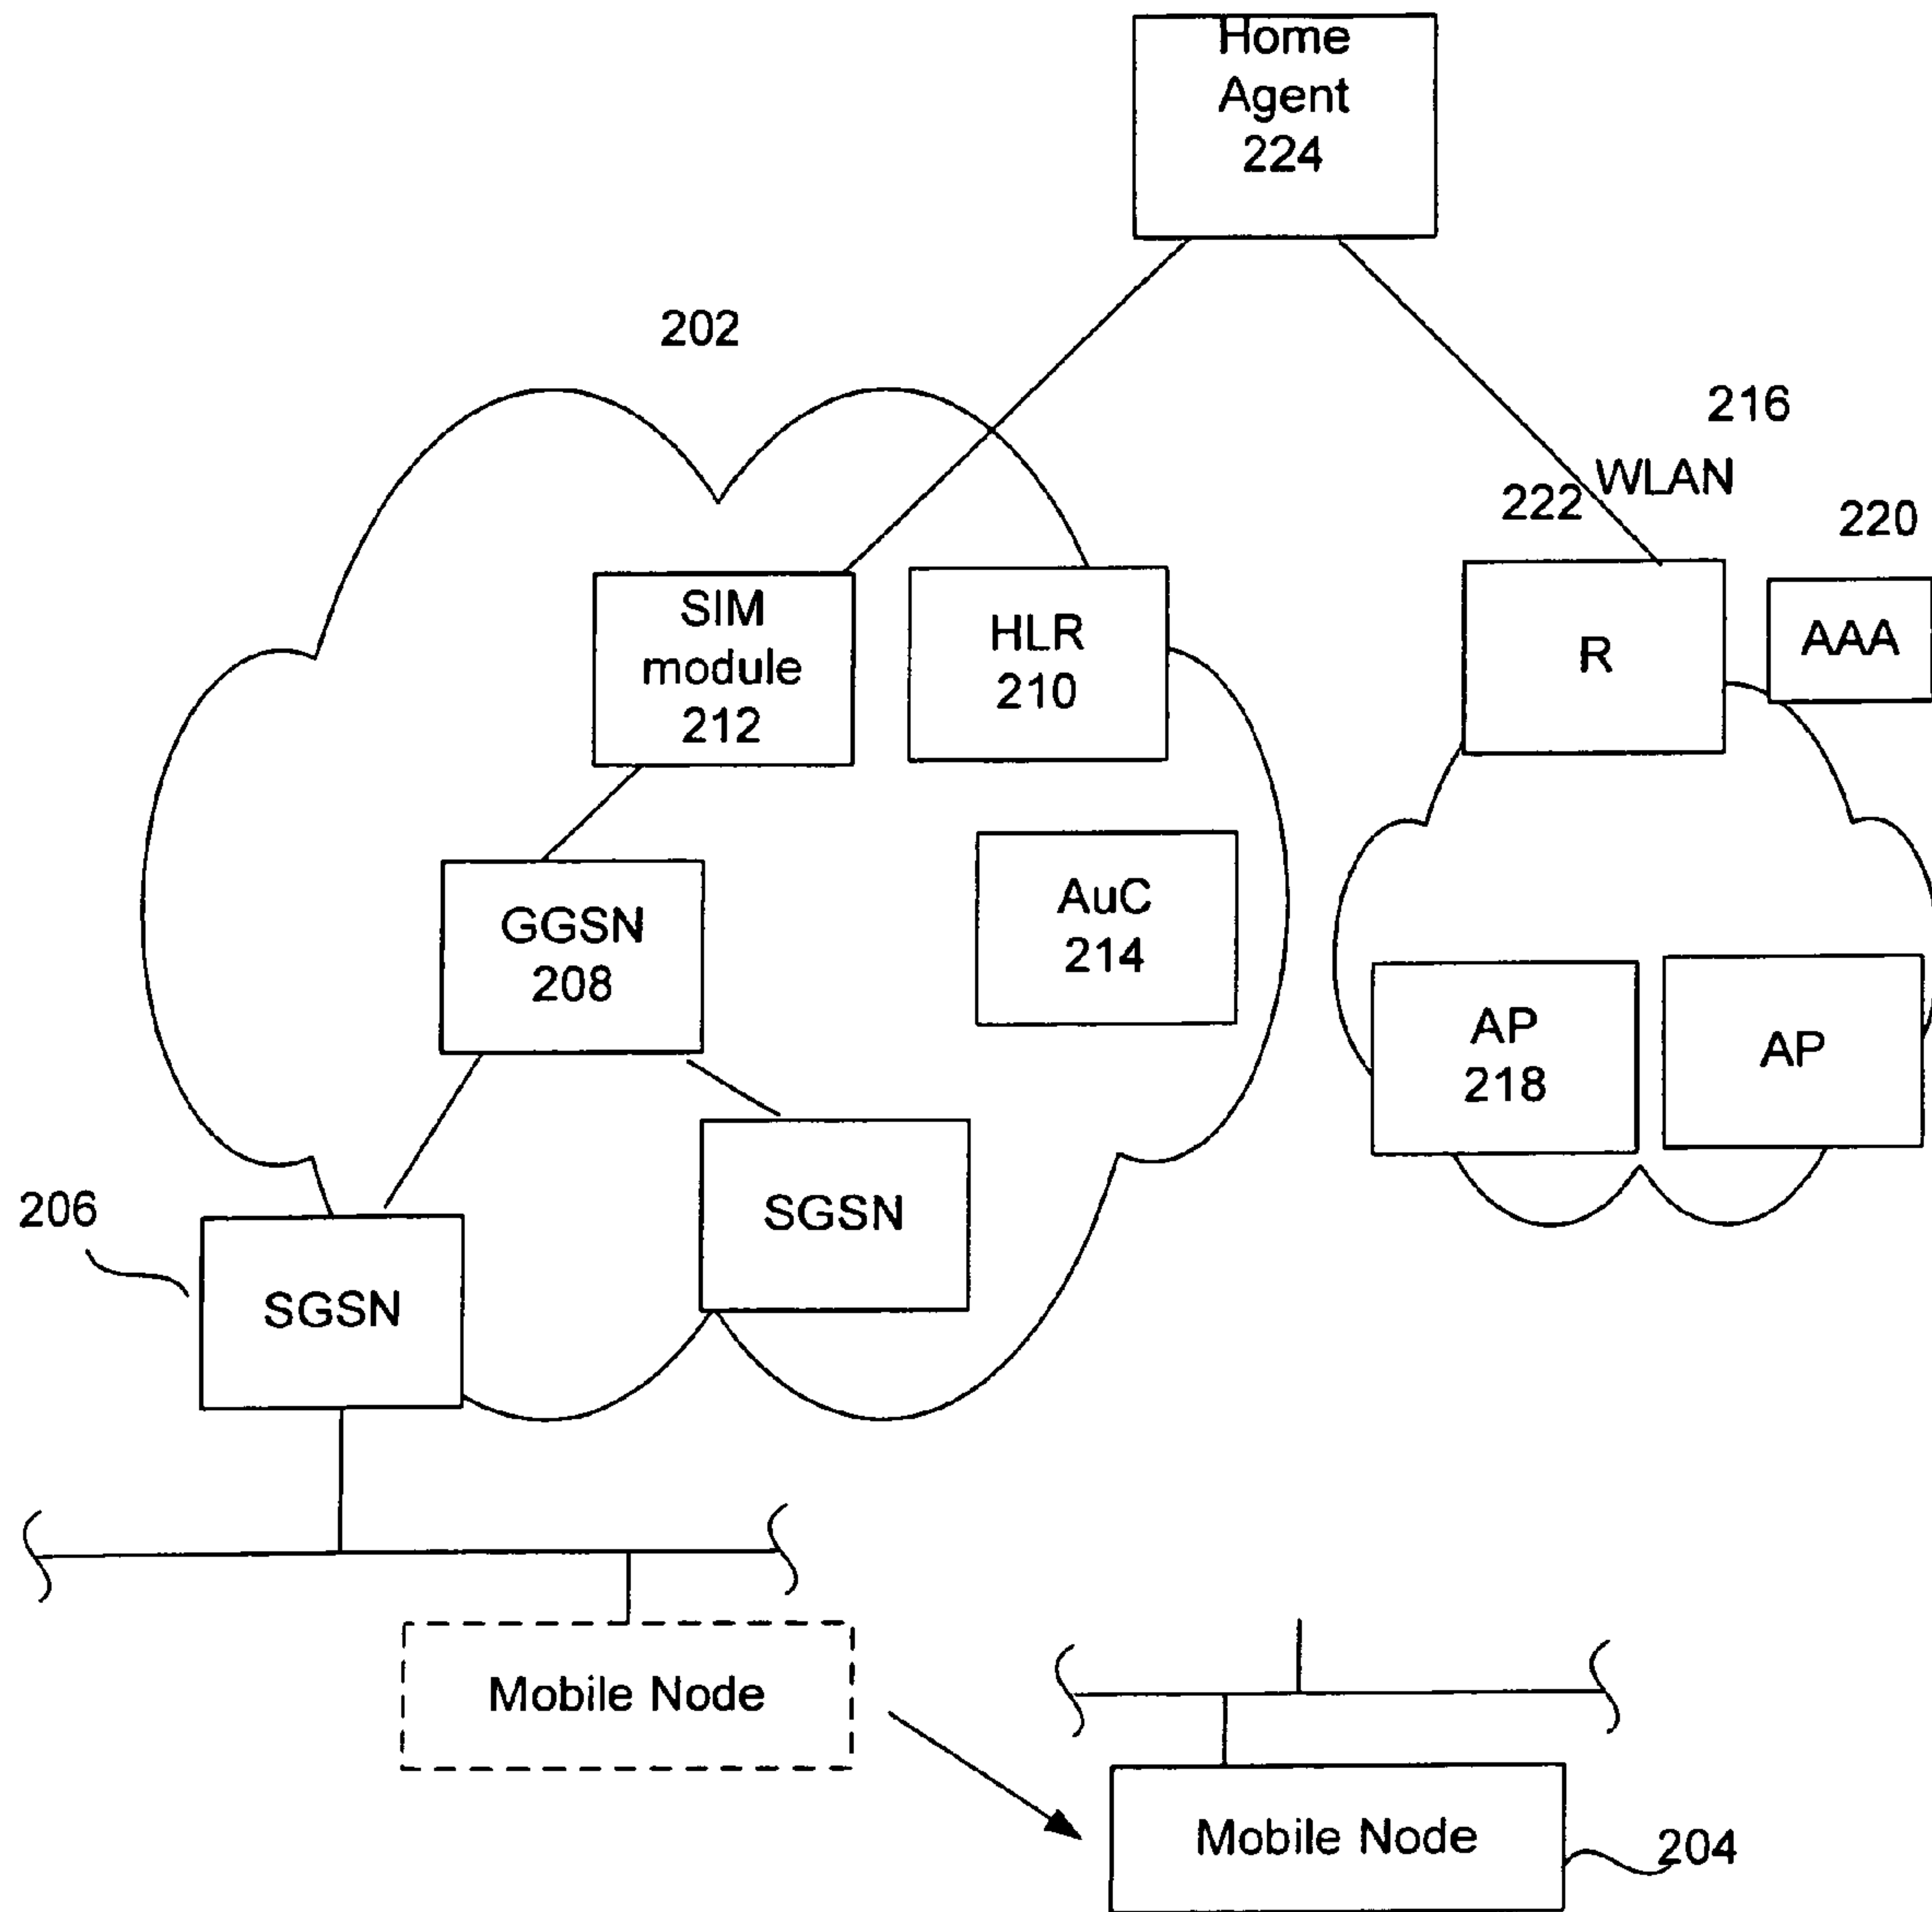 Home
Agent
224
202
216
222
WLAN
220
SIM
module
212
HLR
210
R
AAA
GGSN
208
AuC
214
AP
218
AP
206
SGSN
SGSN
Mobile Node
Mobile Node
204